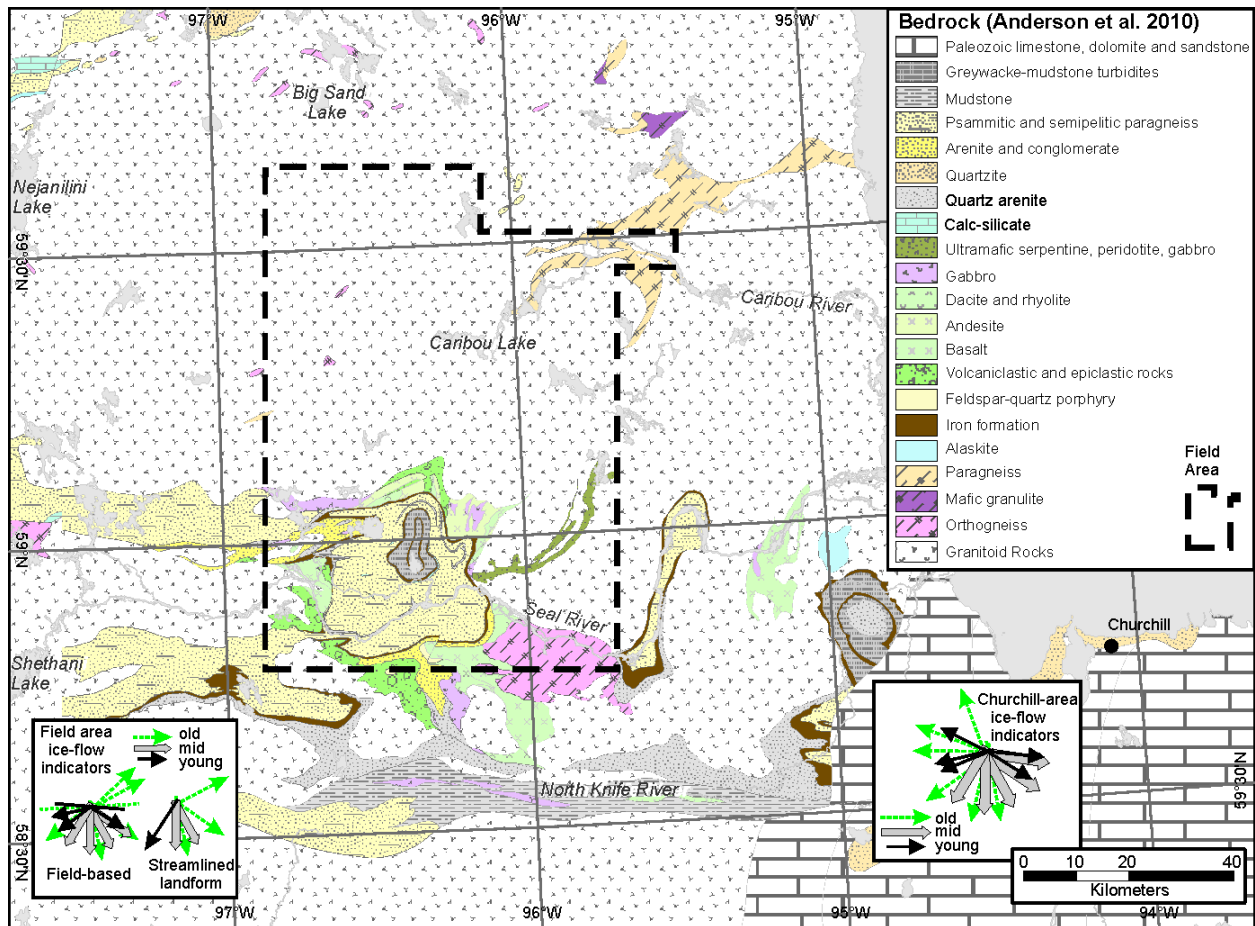 97°W
96°W
95°W
Bedrock (Anderson et al. 2010)
Paleozoic limestone, dolomite and sandstone
Greywacke-mudstone turbidites
Mudstone
Psammitic and semipelitic paragneiss
Arenite and conglomerate
Quartzite
Quartz arenite
Calc-silicate
Ultramafic serpentine, peridotite, gabbro
Gabbro
Dacite and rhyolite
Andesite
Basalt
Volcaniclastic and epiclastic rocks
Feldspar-quartz porphyry
Iron formation
Alaskite
Paragneiss
Mafic granulite
Orthogneiss
Granitoid Rocks
Field
Area
Big Sand
Lake
Nejanilini
Lake
59°30'N
Caribou River
Caribou Lake
59°N
Seal River
Churchill
Shethani
Lake
Field area
ice-flow
indicators
old
mid
young
Field-based
Streamlined
landform
Churchill-area
ice-flow
indicators
old
mid
young
North Knife River
59°30'N
58°30'N
0 10 20 40
Kilometers
97°W
96°W
95°W
94°W